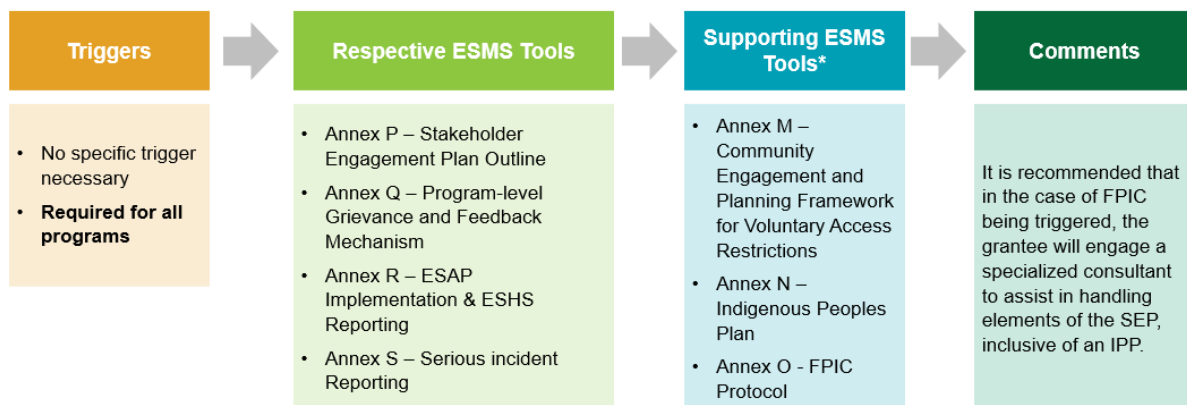 Triggers
Respective ESMS Tools
Supporting ESMS
Tools*
Comments
• No specific trigger
necessary
• Required for all
programs
• Annex P – Stakeholder
Engagement Plan Outline
• Annex Q – Program-level
Grievance and Feedback
Mechanism
• Annex R – ESAP
Implementation & ESHS
Reporting
• Annex S – Serious incident
Reporting
• Annex M –
Community
Engagement and
Planning Framework
for Voluntary Access
Restrictions
• Annex N –
Indigenous Peoples
Plan
• Annex O - FPIC
Protocol
It is recommended that
in the case of FPIC
being triggered, the
grantee will engage a
specialized consultant
to assist in handling
elements of the SEP,
inclusive of an IPP.